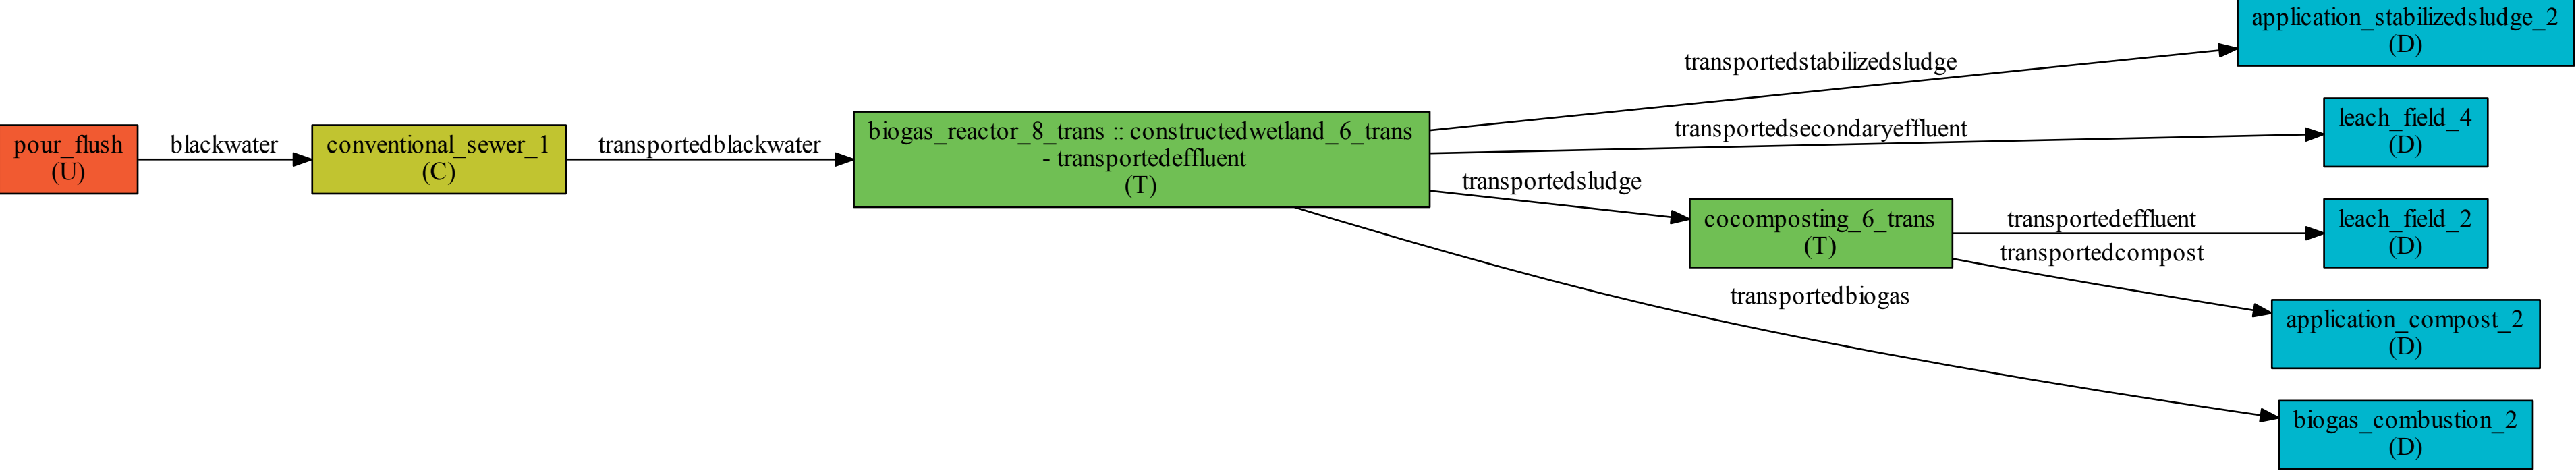 pour_flush
(U)
blackwater
conventional_sewer_1
(C)
transportedblackwater
biogas_reactor_8_trans :: constructedwetland_6_trans
- transportedeffluent
(T)
transportedstabilizedsludge
application_stabilizedsludge_2
(D)
transportedsecondaryeffluent
leach_field_4
(D)
transportedsludge
cocomposting_6_trans
(T)
transportedeffluent
leach_field_2
(D)
transportedcompost
application_compost_2
(D)
transportedbiogas
biogas_combustion_2
(D)